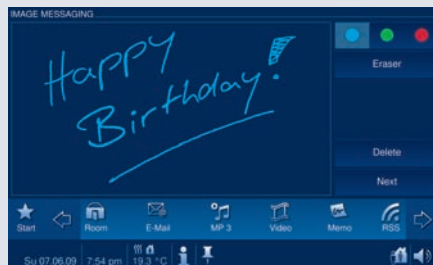 IMAGE MESSAGING
Happy
Birthday!
Eraser
Delete
Next
Start
Room
E-Mail
MP 3
Video
Memo
RSS
Su 07.06.09 7:54 pm 19.3 °C i